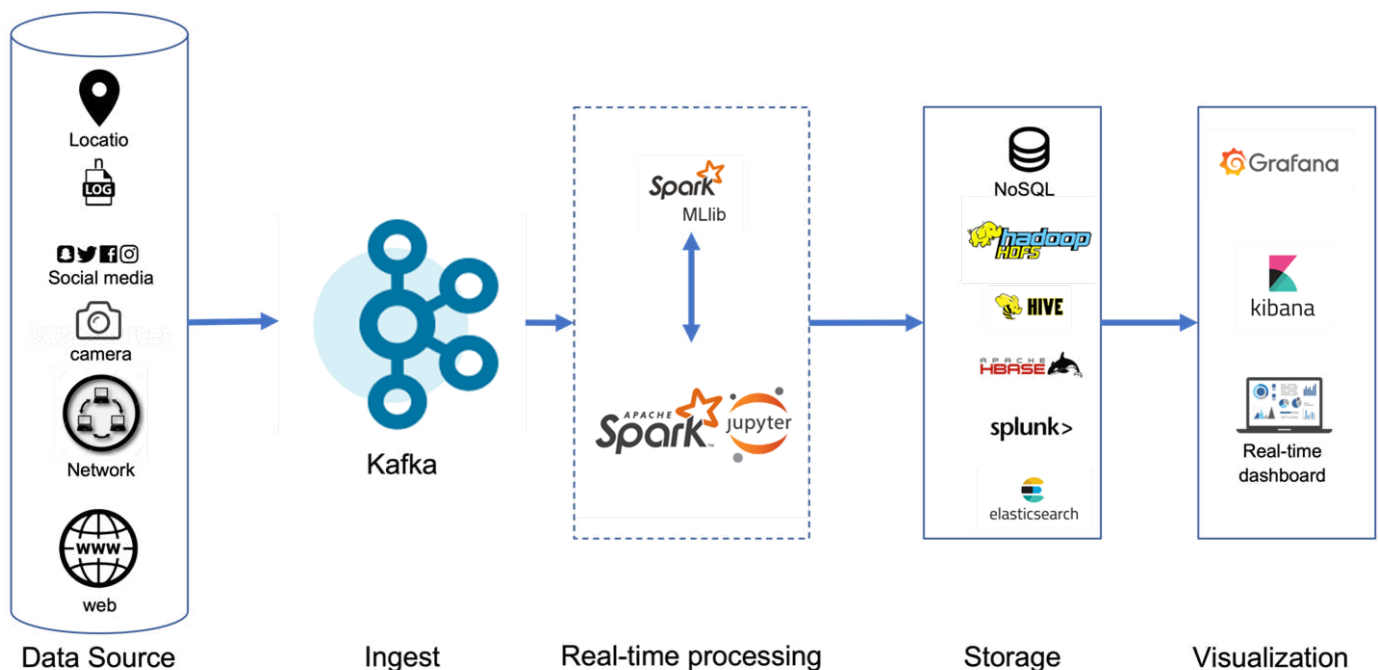 Locatio
LOG
Social media
camera
Network
WWW
web
Data Source
Kafka
Ingest
Spark
MLlib
APACHE
Spark™
jupyter
Real-time processing
NoSQL
hadoop
HDFS
HIVE
APACHE
HBASE
splunk>
elasticsearch
Storage
Grafana
kibana
Real-time
dashboard
Visualization